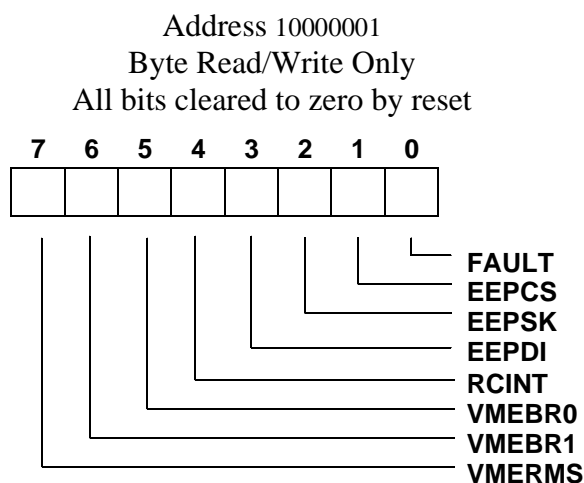 Address 10000001
Byte Read/Write Only
All bits cleared to zero by reset
7 6 5 4 3 2 1 0
FAULT
EEPCS
EEPSK
EEPDI
RCINT
VMEBR0
VMEBR1
VMERMS